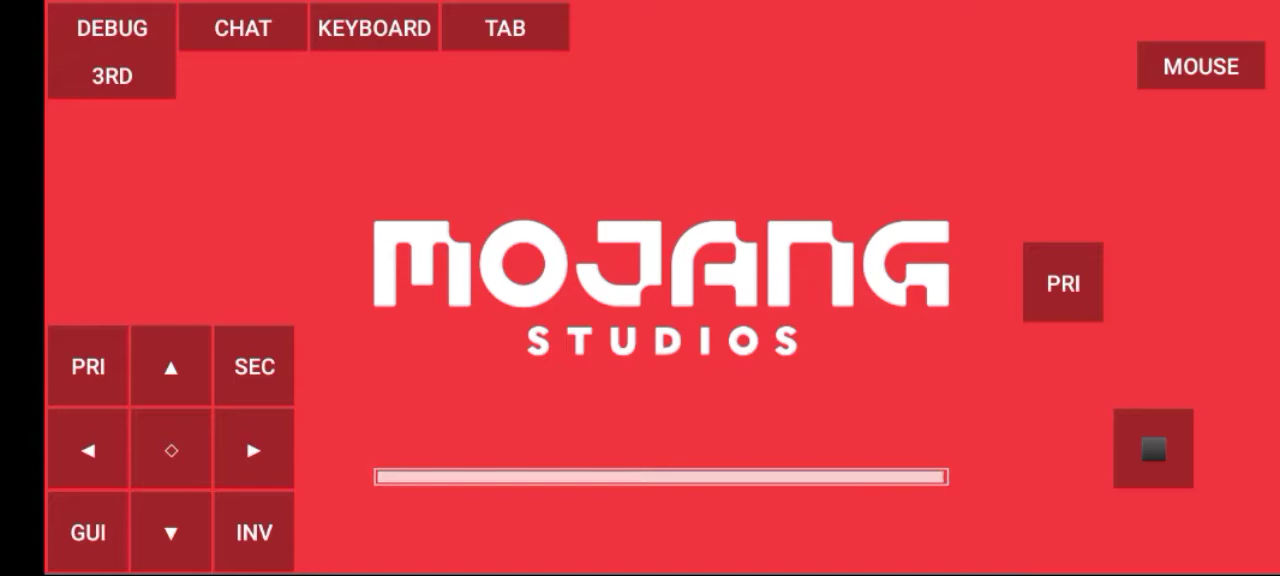 DEBUG CHAT KEYBOARD TAB
MOUSE
3RD
MOJANG
STUDIOS
PRI
PRI ▲ SEC
◀ ◇ ▶
GUI ▼ INV